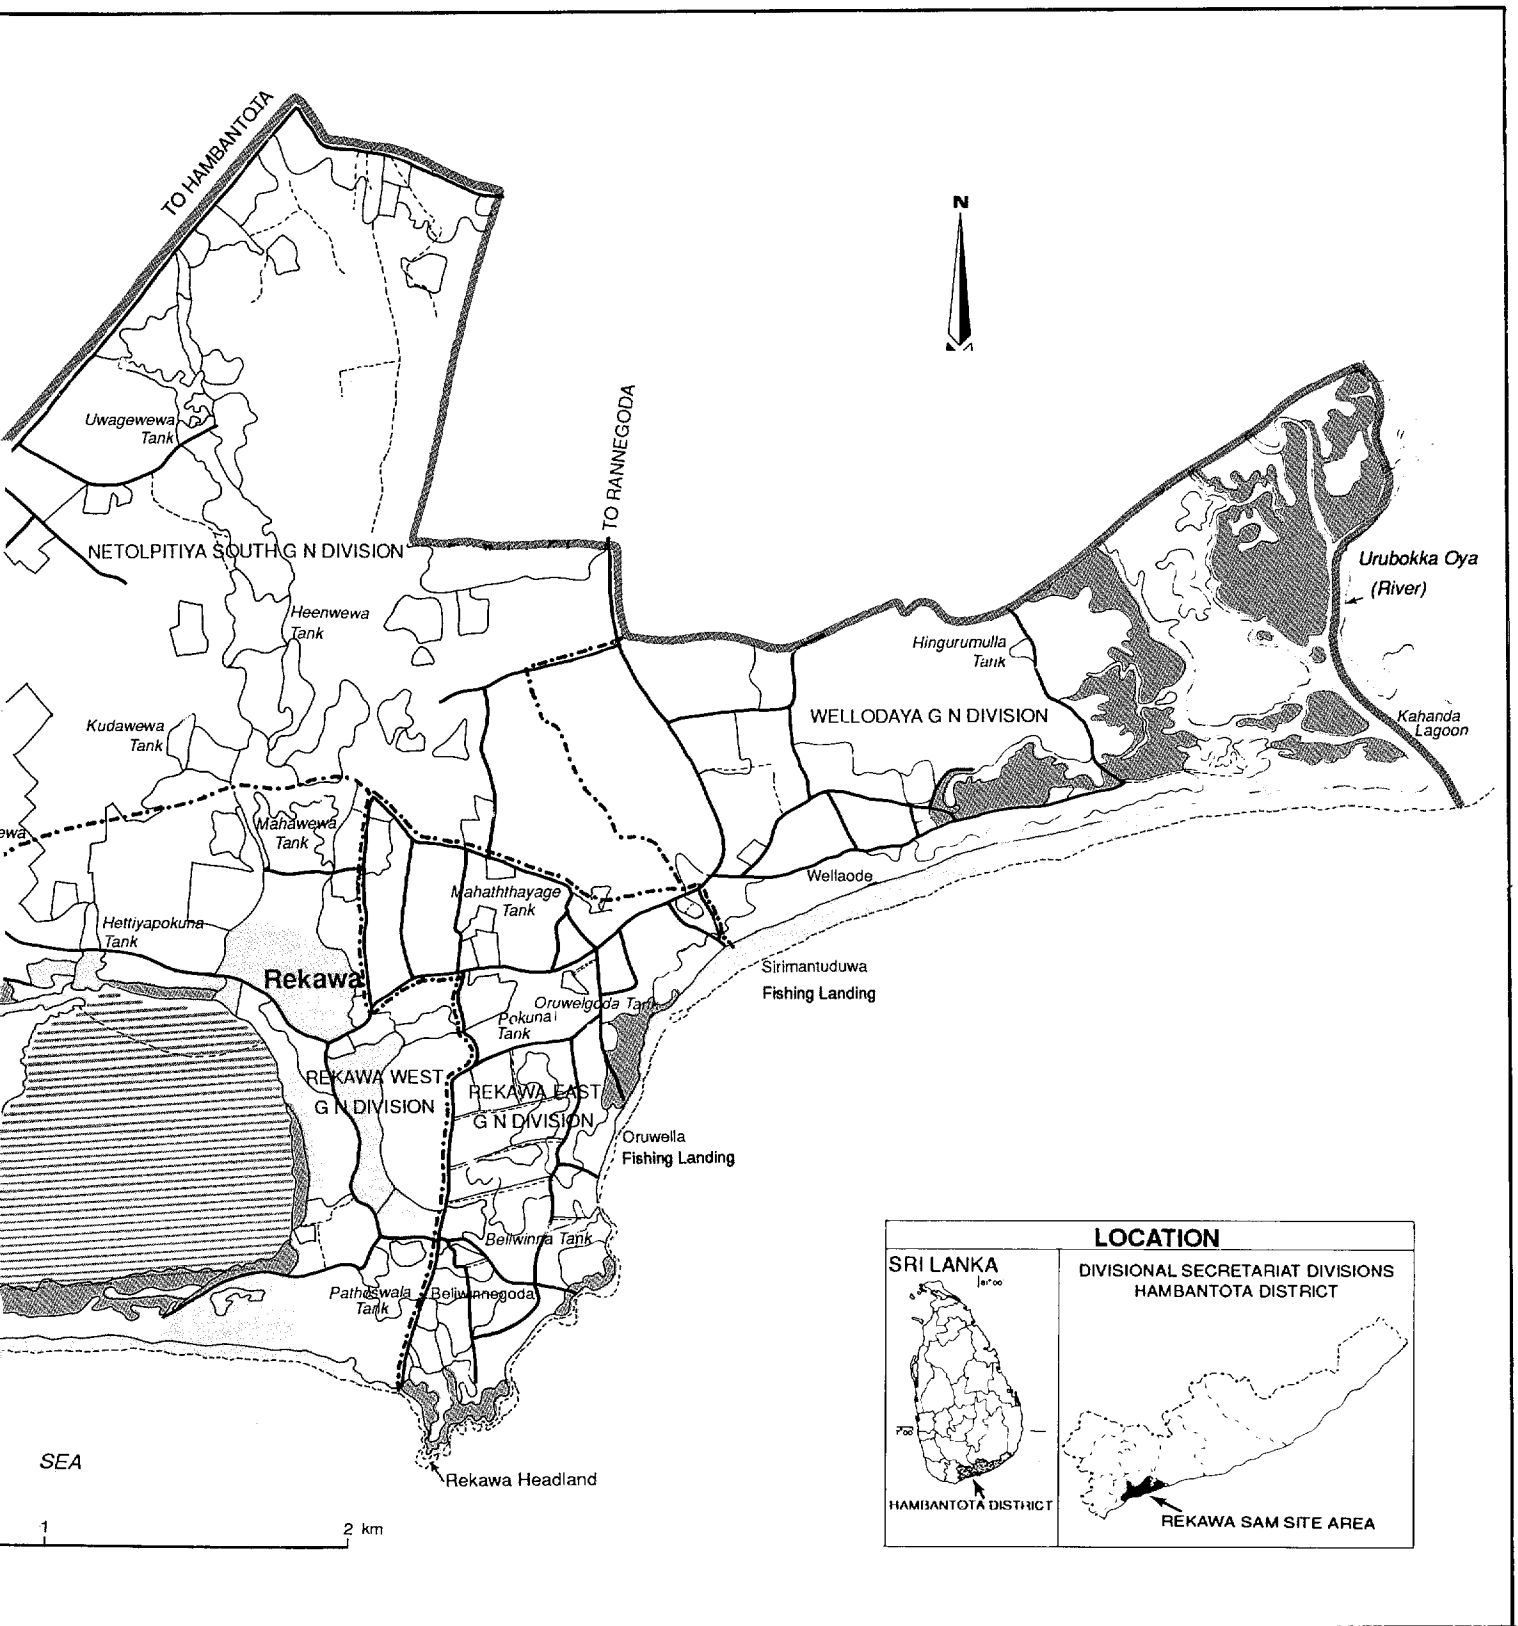 TO HAMBANTOTA
N
TO RANNEGODA
Uwagewewa
Tank
NETOLPITIYA SOUTH G N DIVISION
Urubokka Oya
(River)
Heenwewa
Tank
Hingurumulla
Tank
Kudawewa
Tank
WELLODAYA G N DIVISION
Kahanda
Lagoon
ewa
Mahawewa
Tank
Wellaode
Mahaththayage
Tank
Hettiyapokuna
Tank
Rekawa
Sirimantuduwa
Fishing Landing
Oruwelgoda Tank
Pokuna
Tank
REKAWA WEST
G N DIVISION
REKAWA EAST
G N DIVISION
Oruwella
Fishing Landing
Beliwinna Tank
Pathoswala
Tank
Beliwinnegoda
SEA
Rekawa Headland
1
2 km
LOCATION
SRI LANKA
DIVISIONAL SECRETARIAT DIVISIONS
HAMBANTOTA DISTRICT
HAMBANTOTA DISTRICT
REKAWA SAM SITE AREA